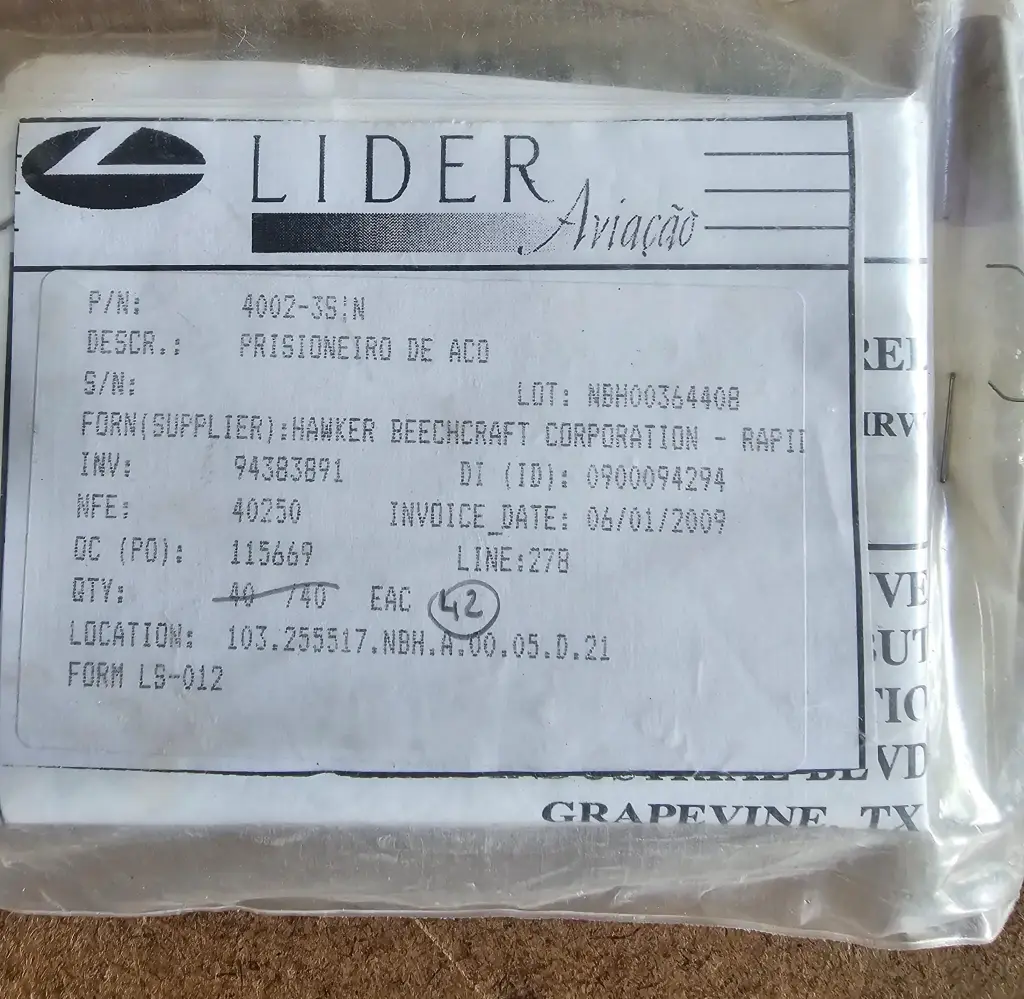 LIDER
Aviação
P/N: 4002-3S|N
DESCR.: PRISIONEIRO DE ACO
S/N: LOT: NBH00364408
FORN(SUPPLIER):HAWKER BEECHCRAFT CORPORATION - RAPI
INV: 94383891 DI (ID): 0900094294
NFE: 40250 INVOICE_DATE: 06/01/2009
OC (PO): 115669 LINE:278
QTY: 40 /40 EAC 42
LOCATION: 103.255517.NBH.A.00.05.D.21
FORM LS-012
GRAPEVINE, TX